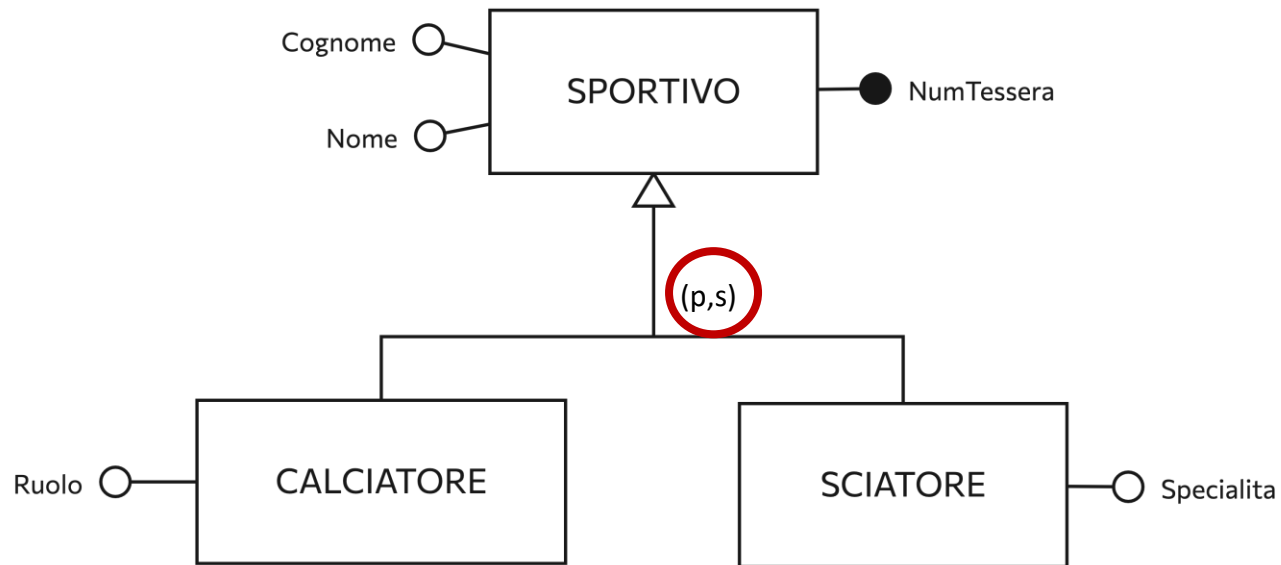 Cognome
SPORTIVO
NumTessera
Nome
(p,s)
Ruolo
CALCIATORE
SCIATORE
Specialita